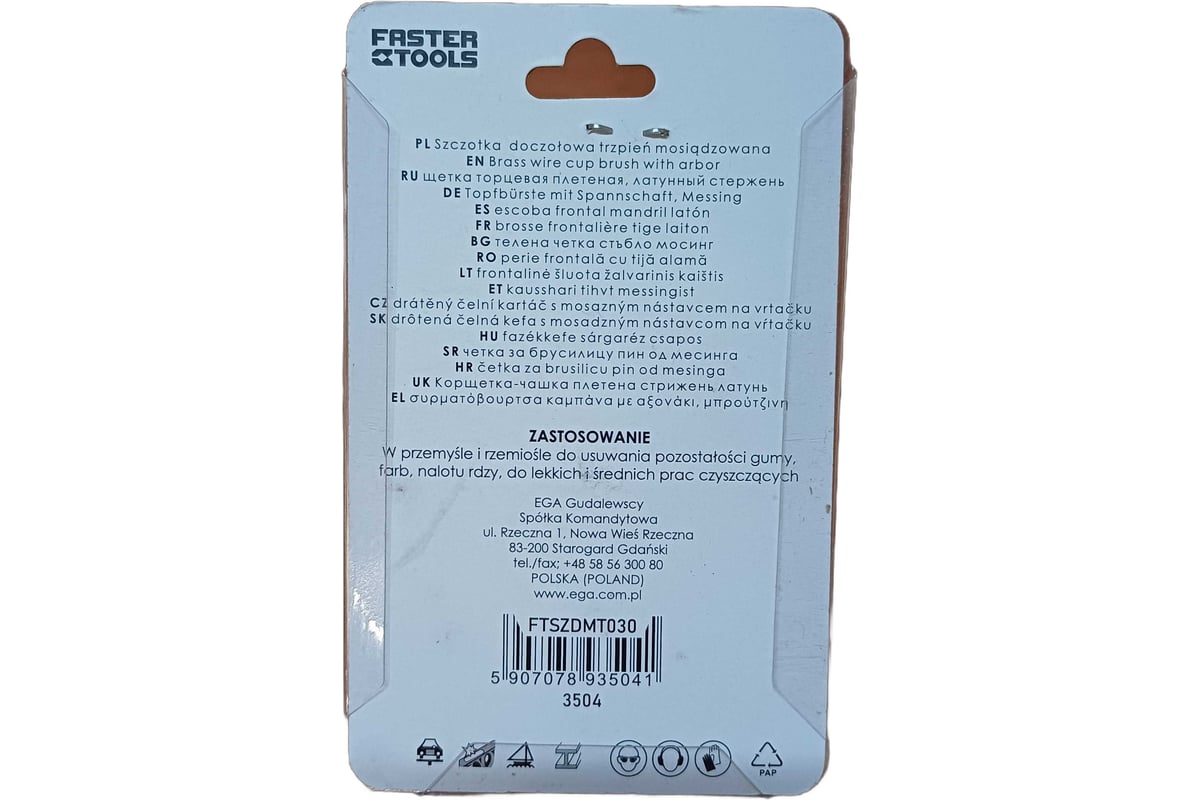 FASTER
TOOLS
PL Szczotka doczołowa trzpień mosiądzowana
EN Brass wire cup brush with arbor
RU щетка торцевая плетеная, латунный стержень
DE Topfbürste mit Spannschaft, Messing
ES escoba frontal mandril latón
FR brosse frontalière tige laiton
BG телена четка стъбло мосинг
RO perie frontală cu tijă alamă
LT frontalinė šluota žalvarinis kaištis
ET kausshari tihvt messingist
CZ drátěný čelní kartáč s mosazným nástavcem na vrtačku
SK drôtená čelná kefa s mosadzným nástavcom na vŕtačku
HU fazékkefe sárgaréz csapos
SR четка за брусилицу пин од месинга
HR četka za brusilicu pin od mesinga
UK Корщетка-чашка плетена стрижень латунь
EL συρματόβουρτσα καμπάνα με αξονάκι, μπρούτζινη
ZASTOSOWANIE
W przemyśle i rzemiośle do usuwania pozostałości gumy,
farb, nalotu rdzy, do lekkich i średnich prac czyszczących
EGA Gudalewscy
Spółka Komandytowa
ul. Rzeczna 1, Nowa Wieś Rzeczna
83-200 Starogard Gdański
tel./fax; +48 58 56 300 80
POLSKA (POLAND)
www.ega.com.pl
FTSZDMT030
5 907078 935041
3504
PAP